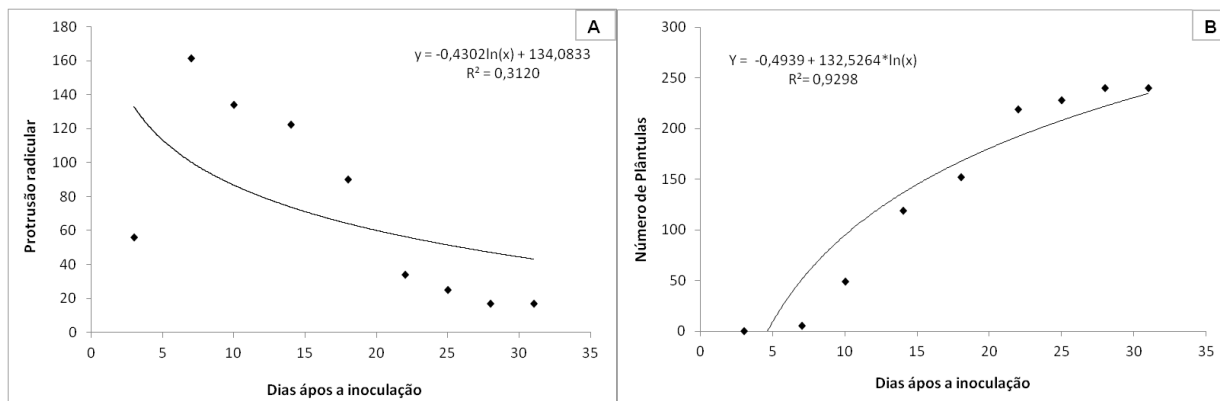 A
y = -0,4302ln(x) + 134,0833
R² = 0,3120
180
160
140
120
100
80
60
40
20
0
Protrusão radicular
0 5 10 15 20 25 30 35
Dias ápos a inoculação
B
Y = -0,4939 + 132,5264*ln(x)
R²= 0,9298
300
250
200
150
100
50
0
Número de Plântulas
0 5 10 15 20 25 30 35
Dias ápos a inoculação